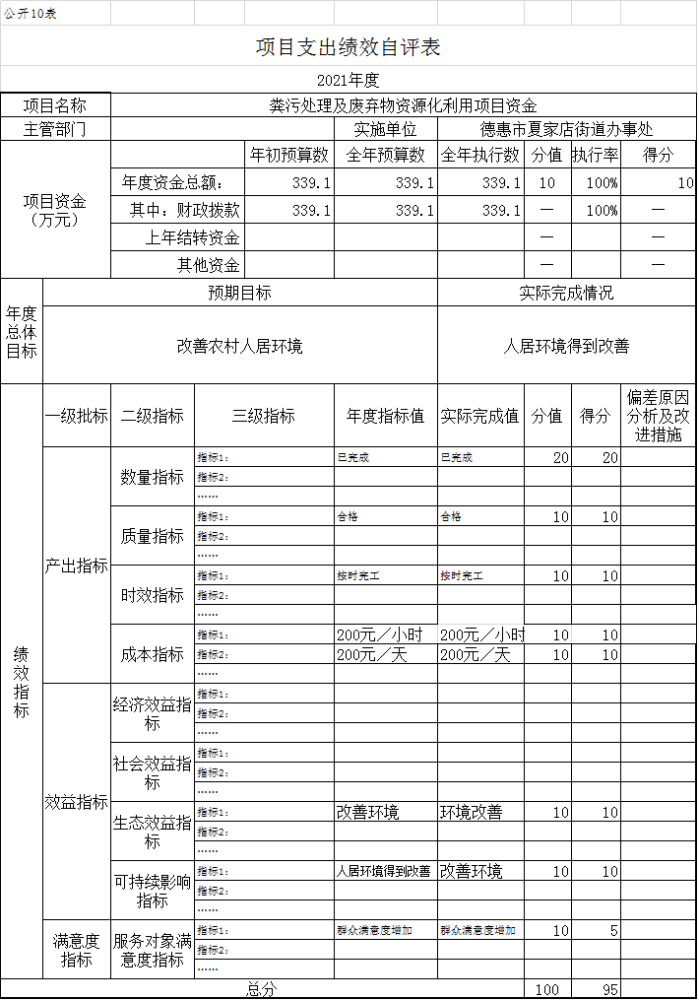 公开10表
项目支出绩效自评表
2021年度
项目名称 粪污处理及废弃物资源化利用项目资金
主管部门 实施单位 德惠市夏家店街道办事处
项目资金
(万元)
年初预算数 全年预算数 全年执行数 分值 执行率 得分
年度资金总额: 339.1 339.1 339.1 10 100% 10
其中:财政拨款 339.1 339.1 339.1 — 100% —
上年结转资金 — —
其他资金 — —
年度
总体
目标
预期目标 实际完成情况
改善农村人居环境 人居环境得到改善
绩
效
指
标
一级批标 二级指标 三级指标 年度指标值 实际完成值 分值 得分 偏差原因
分析及改
进措施
产出指标
数量指标
指标1: 已完成 已完成 20 20
指标2:
……
质量指标
指标1: 合格 合格 10 10
指标2:
……
时效指标
指标1: 按时完工 按时完工 10 10
指标2:
……
成本指标
指标1: 200元/小时 200元/小时 10 10
指标2: 200元/天 200元/天 10 10
……
效益指标
经济效益指
标
指标1:
指标2:
……
社会效益指
标
指标1:
指标2:
……
生态效益指
标
指标1: 改善环境 环境改善 10 10
指标2:
……
可持续影响
指标
指标1: 人居环境得到改善 改善环境 10 10
指标2:
……
满意度
指标
服务对象满
意度指标
指标1: 群众满意度增加 群众满意度增加 10 5
指标2:
……
总分 100 95